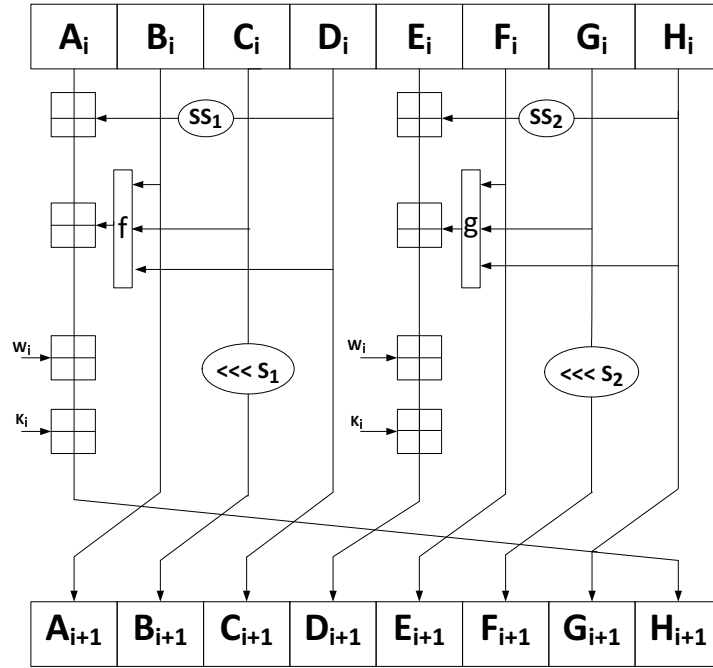 Aᵢ Bᵢ Cᵢ Dᵢ Eᵢ Fᵢ Gᵢ Hᵢ
SS₁ SS₂
f g
Wᵢ Wᵢ
<<< S₁ <<< S₂
Kᵢ Kᵢ
Aᵢ₊₁ Bᵢ₊₁ Cᵢ₊₁ Dᵢ₊₁ Eᵢ₊₁ Fᵢ₊₁ Gᵢ₊₁ Hᵢ₊₁